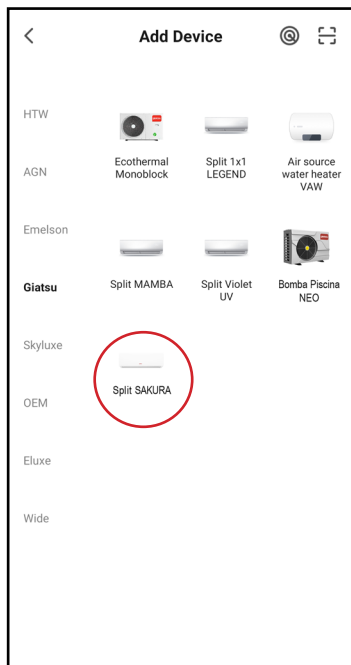 Add Device
HTW
AGN
Emelson
Giatsu
Skyluxe
OEM
Eluxe
Wide
Ecothermal
Monoblock
Split 1x1
LEGEND
Air source
water heater
VAW
Split MAMBA
Split Violet
UV
Bomba Piscina
NEO
Split SAKURA